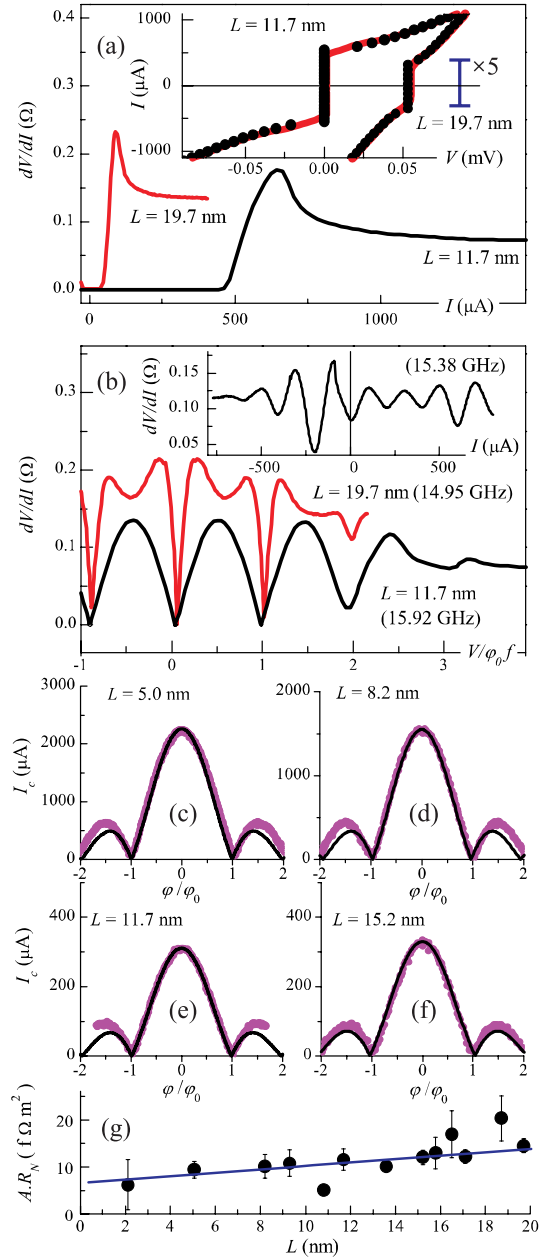 (a)
0.4
0.3
0.2
0.1
0.0
dV/dI (Ω)
L = 11.7 nm
1000
0
-1000
I (μA)
×5
L = 19.7 nm
-0.05
0.00
0.05
V (mV)
L = 19.7 nm
L = 11.7 nm
0
500
1000
I (μA)
(b)
0.3
0.2
0.1
0.0
dV/dI (Ω)
0.15
0.10
0.05
dV/dI (Ω)
(15.38 GHz)
-500
0
500
I (μA)
L = 19.7 nm (14.95 GHz)
L = 11.7 nm
(15.92 GHz)
-1
0
1
2
3
V/φ₀ f
L = 5.0 nm
3000
2000
1000
0
I_c (μA)
(c)
-2 -1 0 1 2
φ/φ₀
L = 8.2 nm
1500
500
0
(d)
-2 -1 0 1 2
φ/φ₀
L = 11.7 nm
400
200
0
I_c (μA)
(e)
-2 -1 0 1 2
φ/φ₀
L = 15.2 nm
400
200
0
(f)
-2 -1 0 1 2
φ/φ₀
(g)
20
10
0
A.R_N (f Ω m²)
0 2 4 6 8 10 12 14 16 18 20
L (nm)